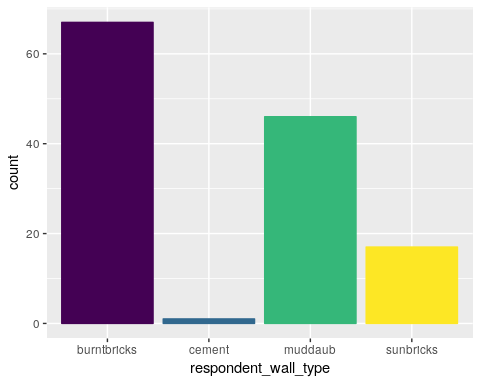 count
60
40
20
0
burntbricks cement muddaub sunbricks
respondent_wall_type